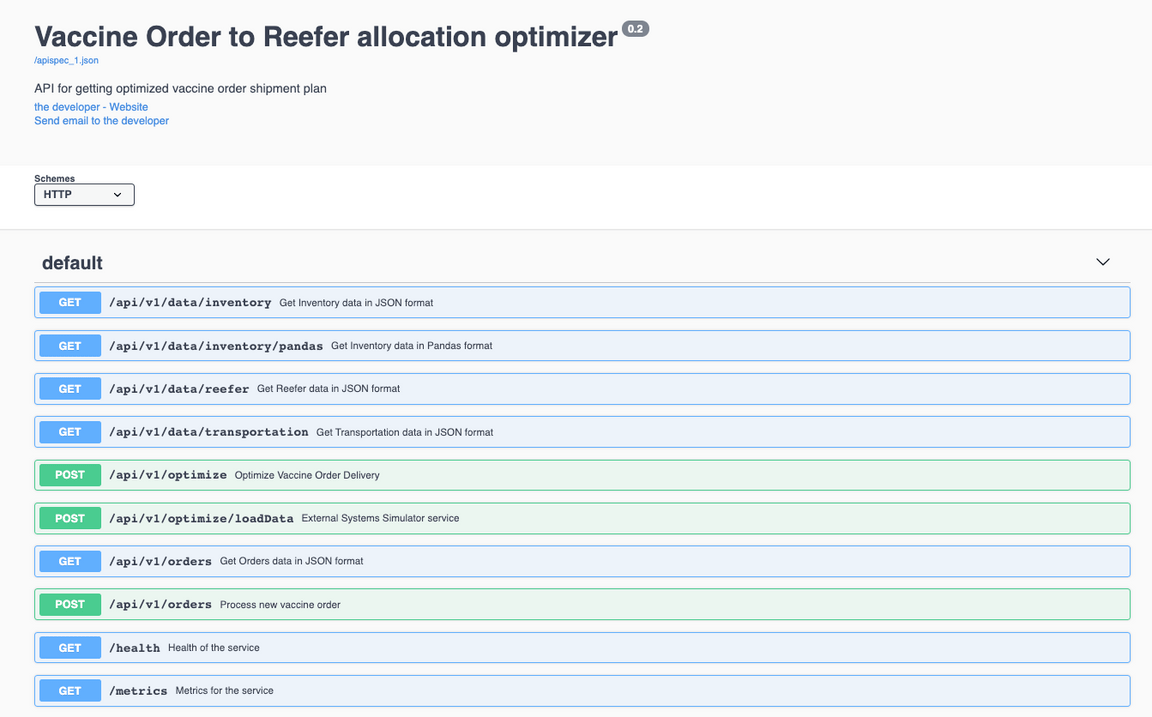 Vaccine Order to Reefer allocation optimizer 0.2
/apispec_1.json
API for getting optimized vaccine order shipment plan
the developer - Website
Send email to the developer
Schemes
HTTP
default
GET /api/v1/data/inventory Get Inventory data in JSON format
GET /api/v1/data/inventory/pandas Get Inventory data in Pandas format
GET /api/v1/data/reefer Get Reefer data in JSON format
GET /api/v1/data/transportation Get Transportation data in JSON format
POST /api/v1/optimize Optimize Vaccine Order Delivery
POST /api/v1/optimize/loadData External Systems Simulator service
GET /api/v1/orders Get Orders data in JSON format
POST /api/v1/orders Process new vaccine order
GET /health Health of the service
GET /metrics Metrics for the service